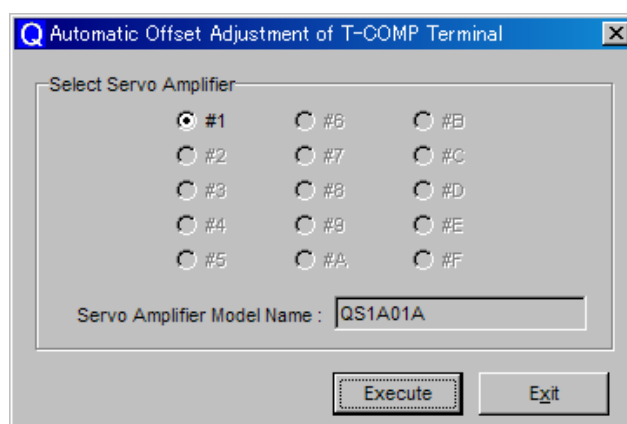 Q Automatic Offset Adjustment of T-COMP Terminal
Select Servo Amplifier
#1 #6 #B
#2 #7 #C
#3 #8 #D
#4 #9 #E
#5 #A #F
Servo Amplifier Model Name : QS1A01A
Execute Exit